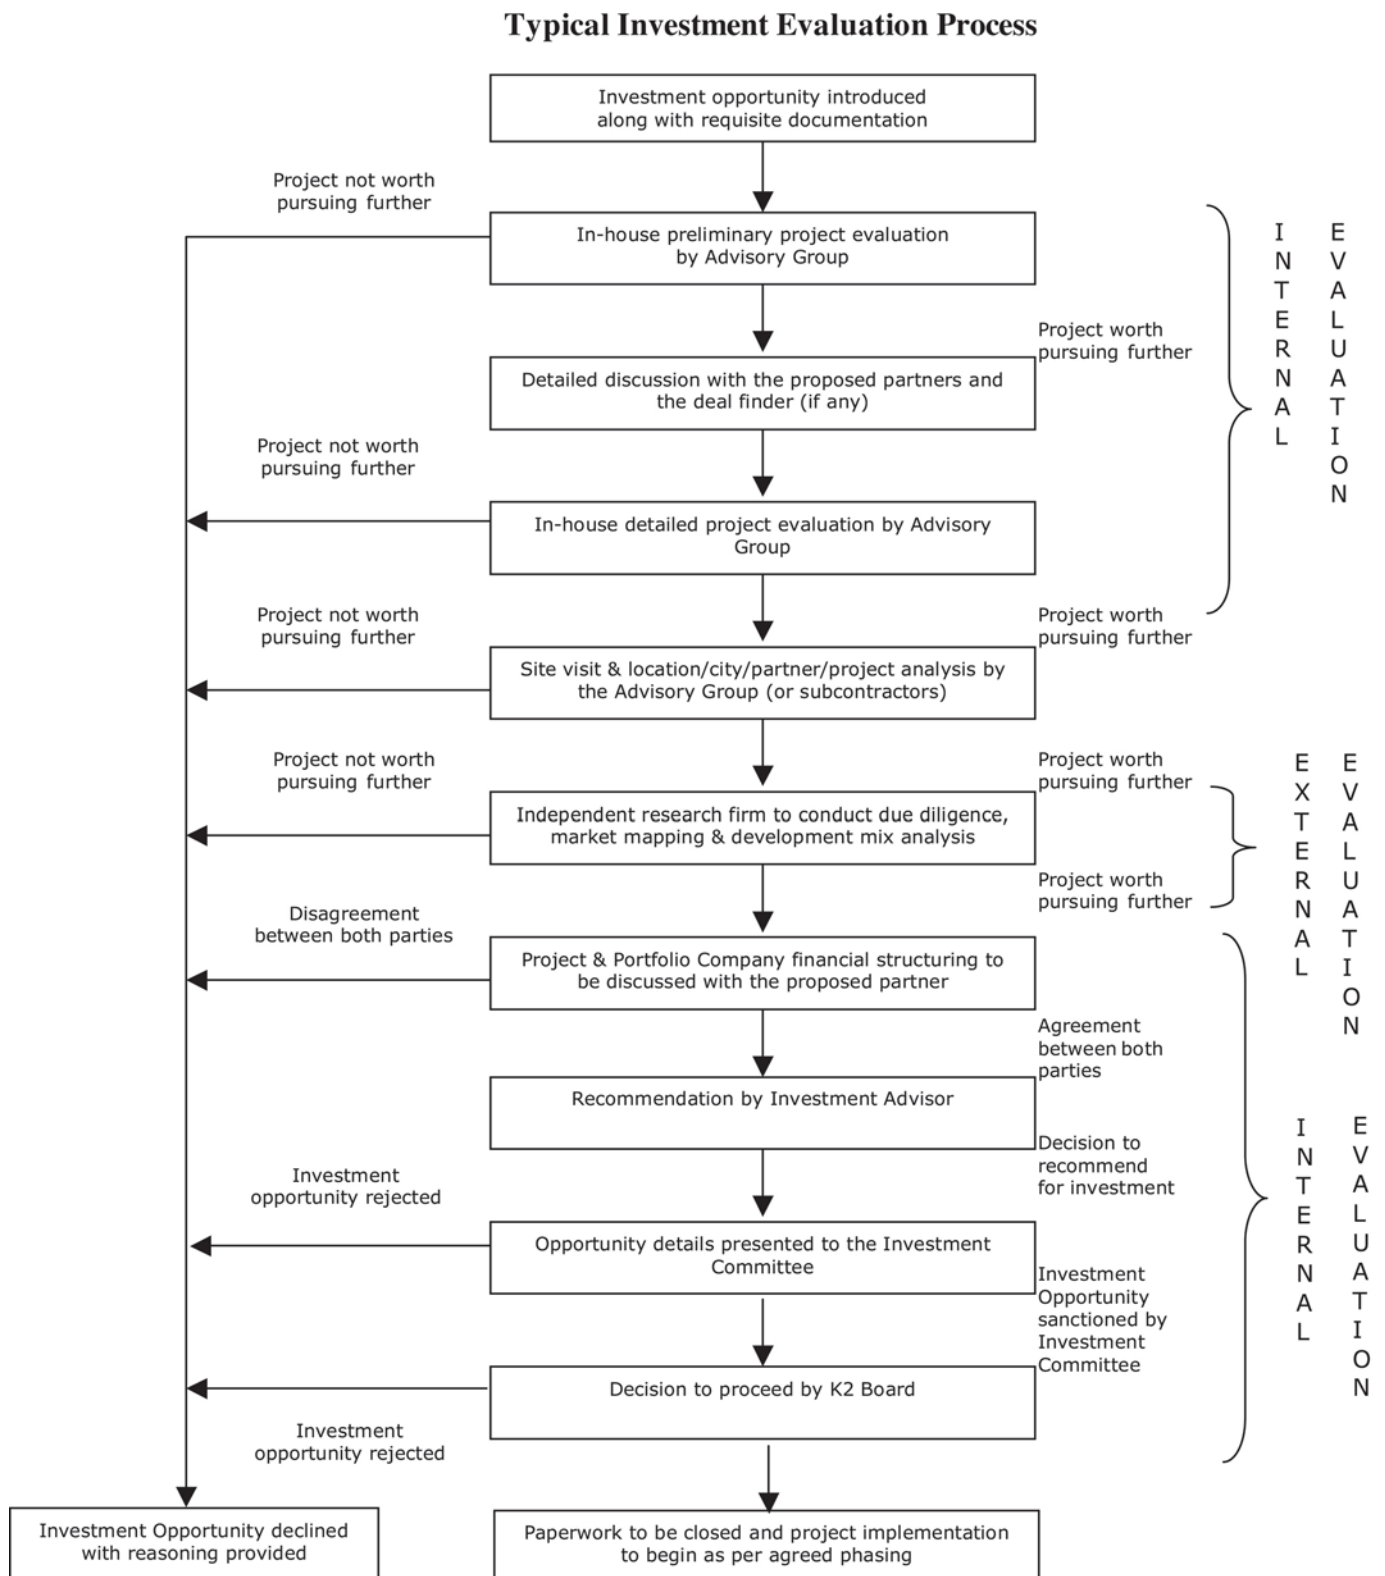 Typical Investment Evaluation Process
Investment opportunity introduced
along with requisite documentation
Project not worth
pursuing further
In-house preliminary project evaluation
by Advisory Group
INTERNAL
EVALUATION
Project worth
pursuing further
Detailed discussion with the proposed partners and
the deal finder (if any)
Project not worth
pursuing further
In-house detailed project evaluation by Advisory
Group
Project not worth
pursuing further
Project worth
pursuing further
Site visit & location/city/partner/project analysis by
the Advisory Group (or subcontractors)
Project not worth
pursuing further
Project worth
pursuing further
EXTERNAL
EVALUATION
Independent research firm to conduct due diligence,
market mapping & development mix analysis
Project worth
pursuing further
Disagreement
between both parties
Project & Portfolio Company financial structuring to
be discussed with the proposed partner
Agreement
between both
parties
Recommendation by Investment Advisor
INTERNAL
EVALUATION
Decision to
recommend
for investment
Investment
opportunity rejected
Opportunity details presented to the Investment
Committee
Investment
Opportunity
sanctioned by
Investment
Committee
Decision to proceed by K2 Board
Investment
opportunity rejected
Investment Opportunity declined
with reasoning provided
Paperwork to be closed and project implementation
to begin as per agreed phasing